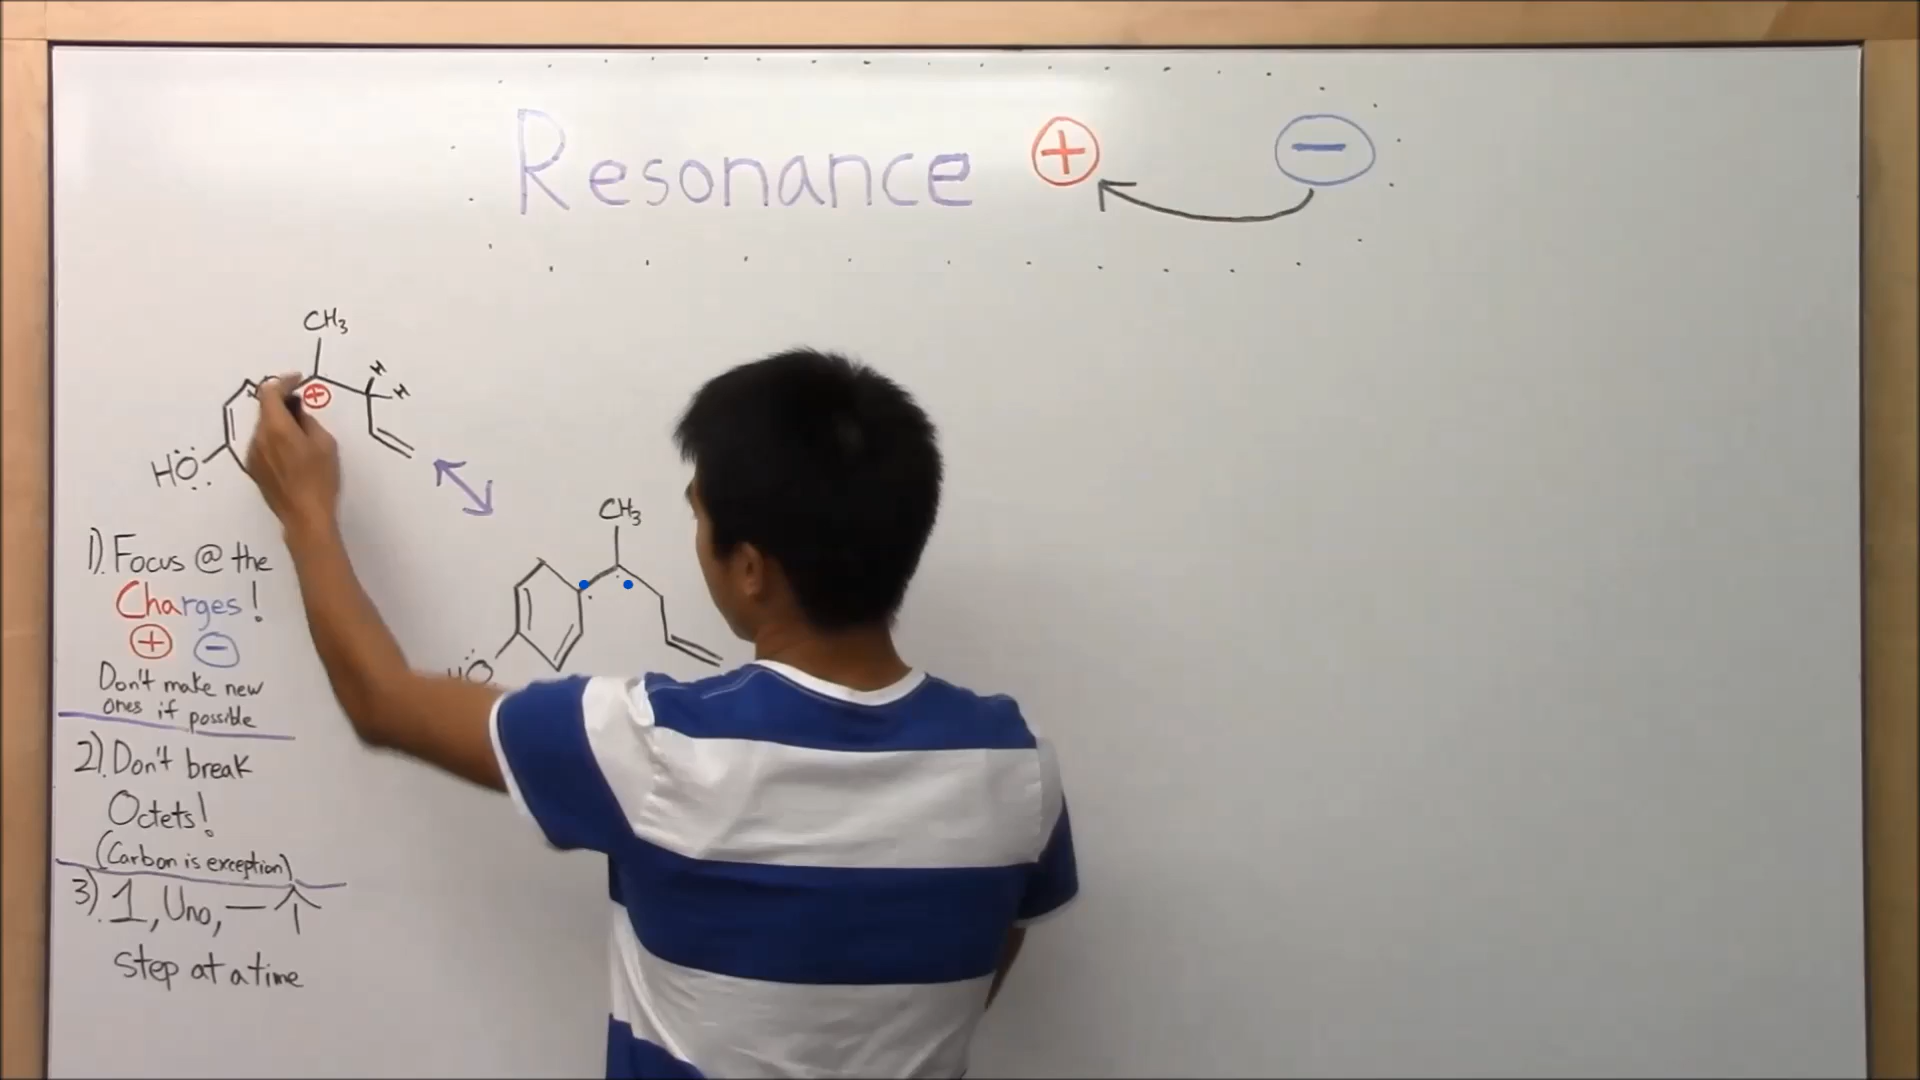 Resonance + −
CH3
H
H
+
HÖ
CH3
1). Focus @ the
Charges!
+ −
Don't make new
ones if possible
2). Don't break
Octets!
(Carbon is exception)
3). 1, Uno, 一个
step at a time